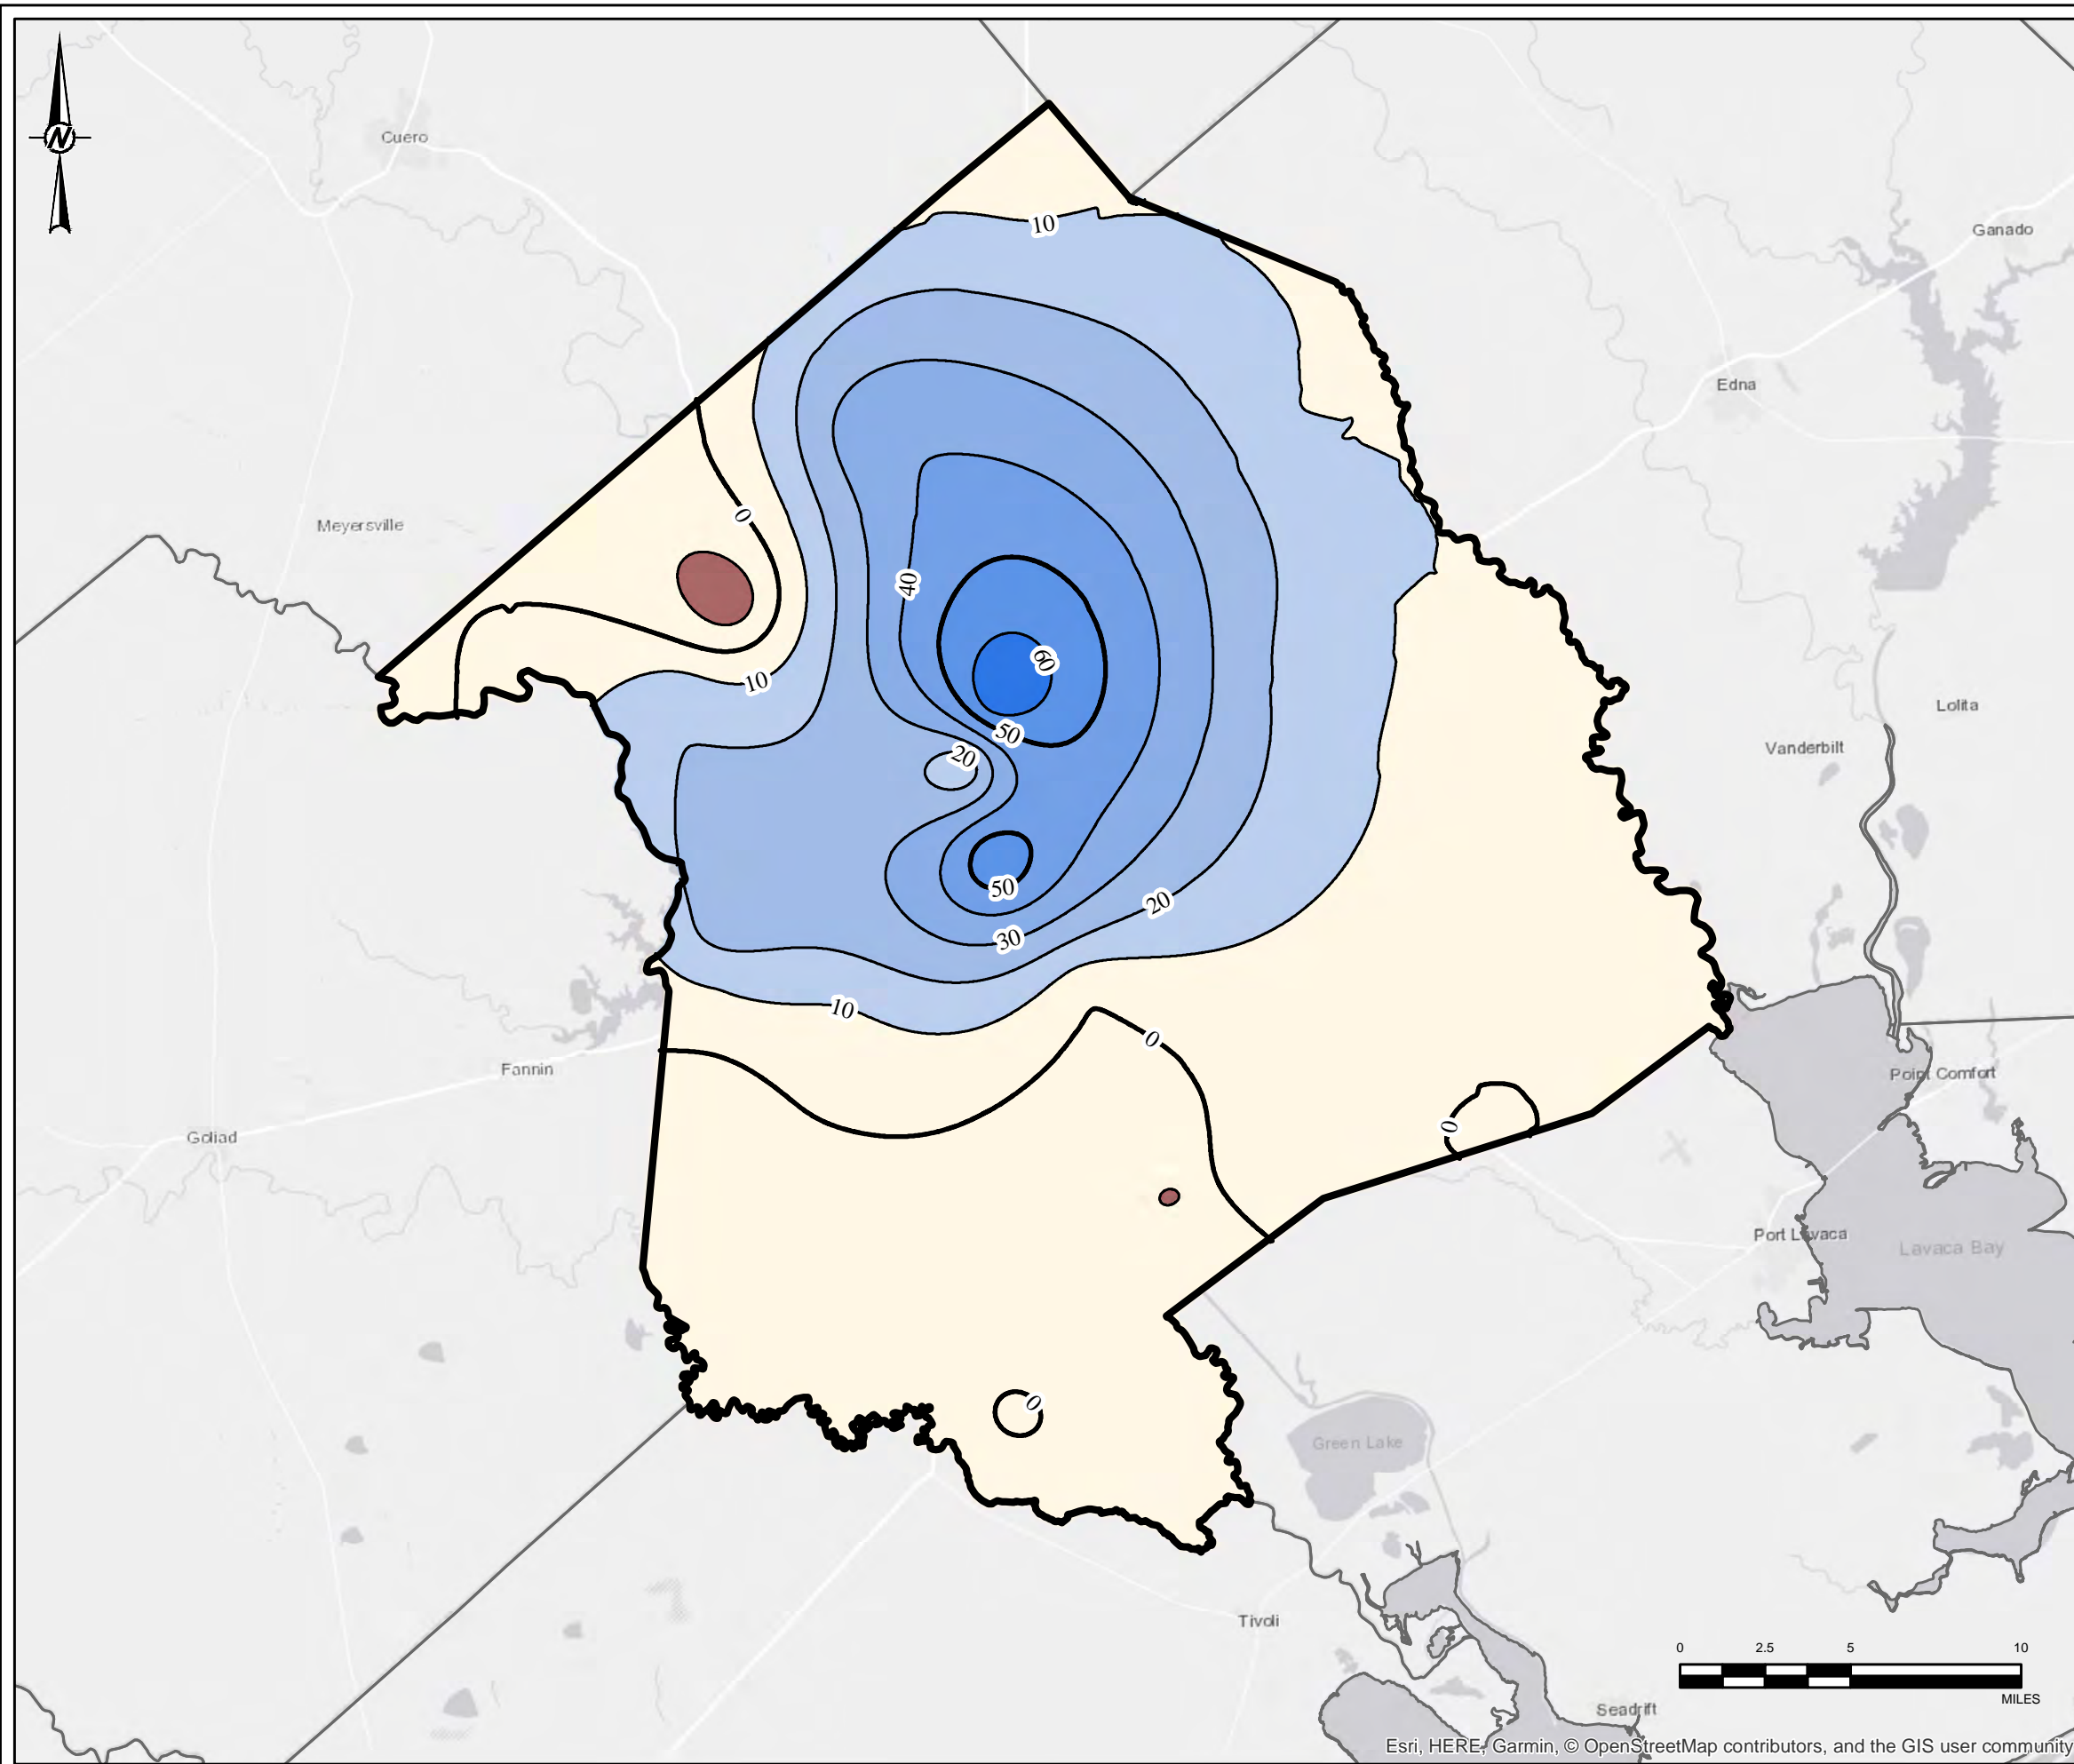 N
Cuero
10
Ganado
Edna
0
Meyersville
40
60
10
Lolita
50
Vanderbilt
20
50
20
30
10
0
Fannin
Point Comfort
0
Goliad
Port Lavaca
Lavaca Bay
0
Green Lake
Tivoli
0 2.5 5 10
MILES
Seadrift
Esri, HERE, Garmin, © OpenStreetMap contributors, and the GIS user community